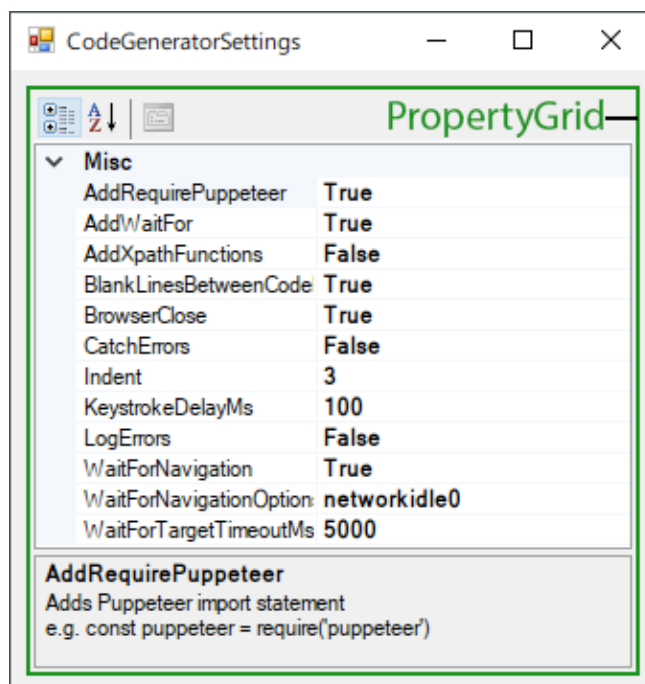 CodeGeneratorSettings
PropertyGrid
Misc
AddRequirePuppeteer True
AddWaitFor True
AddXpathFunctions False
BlankLinesBetweenCode True
BrowserClose True
CatchErrors False
Indent 3
KeystrokeDelayMs 100
LogErrors False
WaitForNavigation True
WaitForNavigationOption networkidle0
WaitForTargetTimeoutMs 5000
AddRequirePuppeteer
Adds Puppeteer import statement
e.g. const puppeteer = require('puppeteer')